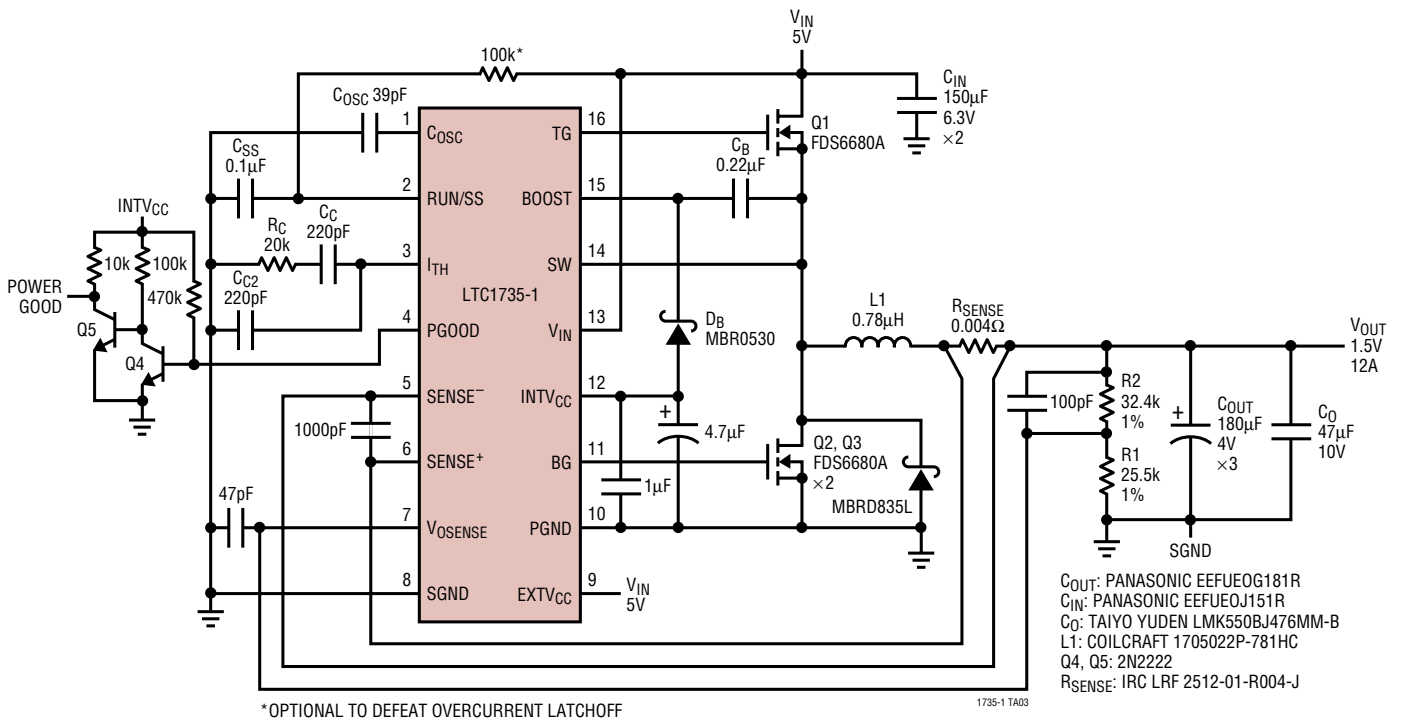 V_IN
5V
100k*
C_OSC 39pF
C_IN
150µF
6.3V
×2
1
C_OSC
TG
16
Q1
FDS6680A
C_SS
0.1µF
C_B
0.22µF
2
RUN/SS
BOOST
15
INTV_CC
R_C
20k
C_C
220pF
3
I_TH
SW
14
10k
100k
470k
C_C2
220pF
LTC1735-1
L1
0.78µH
R_SENSE
0.004Ω
POWER
GOOD
4
PGOOD
V_IN
13
D_B
MBR0530
V_OUT
1.5V
12A
Q5
Q4
5
SENSE⁻
INTV_CC
12
+
4.7µF
1000pF
100pF
R2
32.4k
1%
+
C_OUT
180µF
4V
×3
C_O
47µF
10V
6
SENSE⁺
BG
11
Q2, Q3
FDS6680A
×2
1µF
R1
25.5k
1%
MBRD835L
47pF
7
V_OSENSE
PGND
10
SGND
8
SGND
EXTV_CC
9
V_IN
5V
C_OUT: PANASONIC EEFUEOG181R
C_IN: PANASONIC EEFUEOJ151R
C_O: TAIYO YUDEN LMK550BJ476MM-B
L1: COILCRAFT 1705022P-781HC
Q4, Q5: 2N2222
R_SENSE: IRC LRF 2512-01-R004-J
*OPTIONAL TO DEFEAT OVERCURRENT LATCHOFF
1735-1 TA03